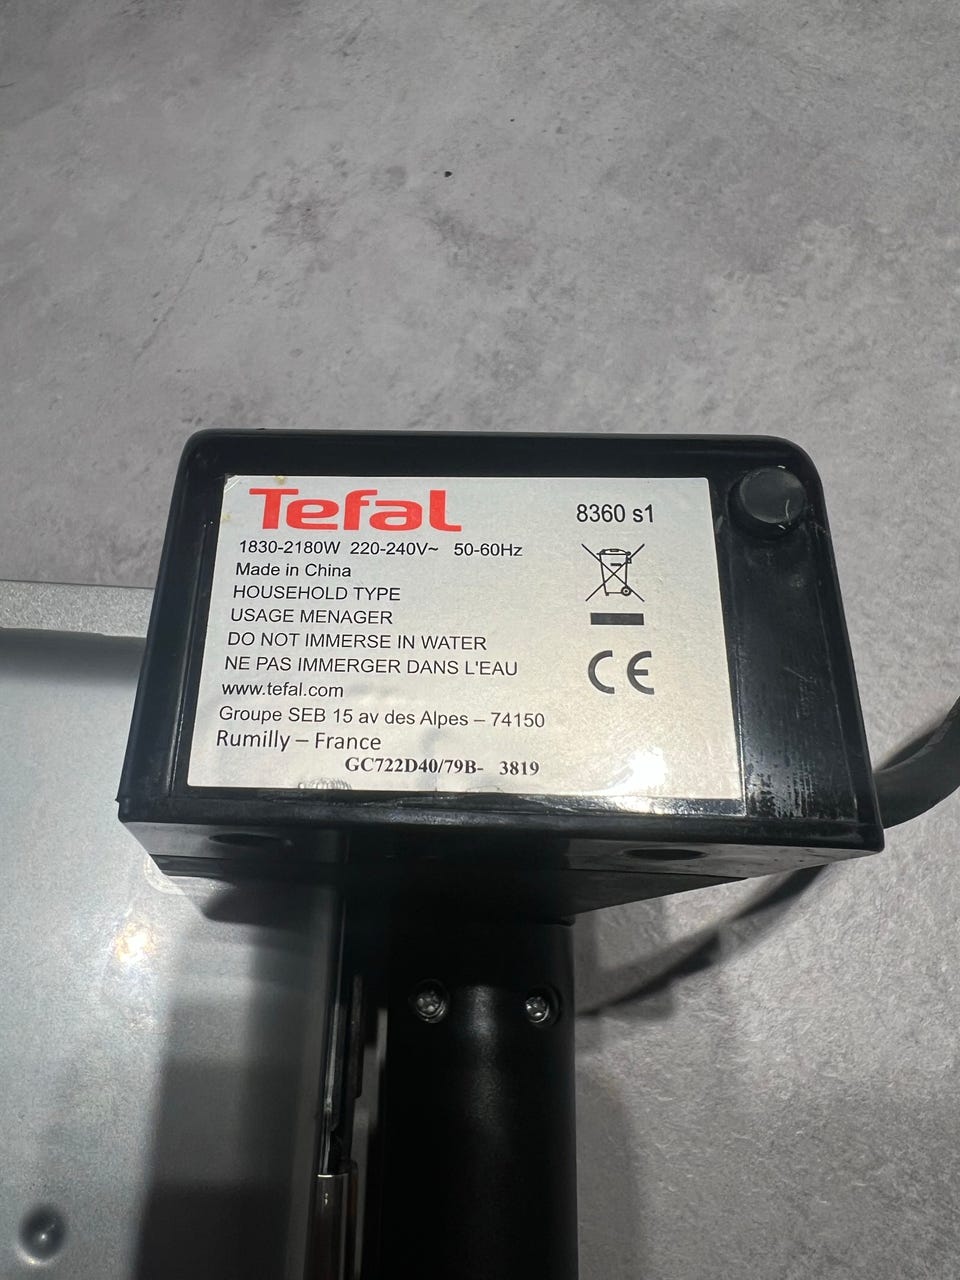 Tefal
8360 s1
1830-2180W 220-240V~ 50-60Hz
Made in China
HOUSEHOLD TYPE
USAGE MENAGER
DO NOT IMMERSE IN WATER
NE PAS IMMERGER DANS L'EAU
www.tefal.com
Groupe SEB 15 av des Alpes – 74150
Rumilly – France
GC722D40/79B- 3819
CE